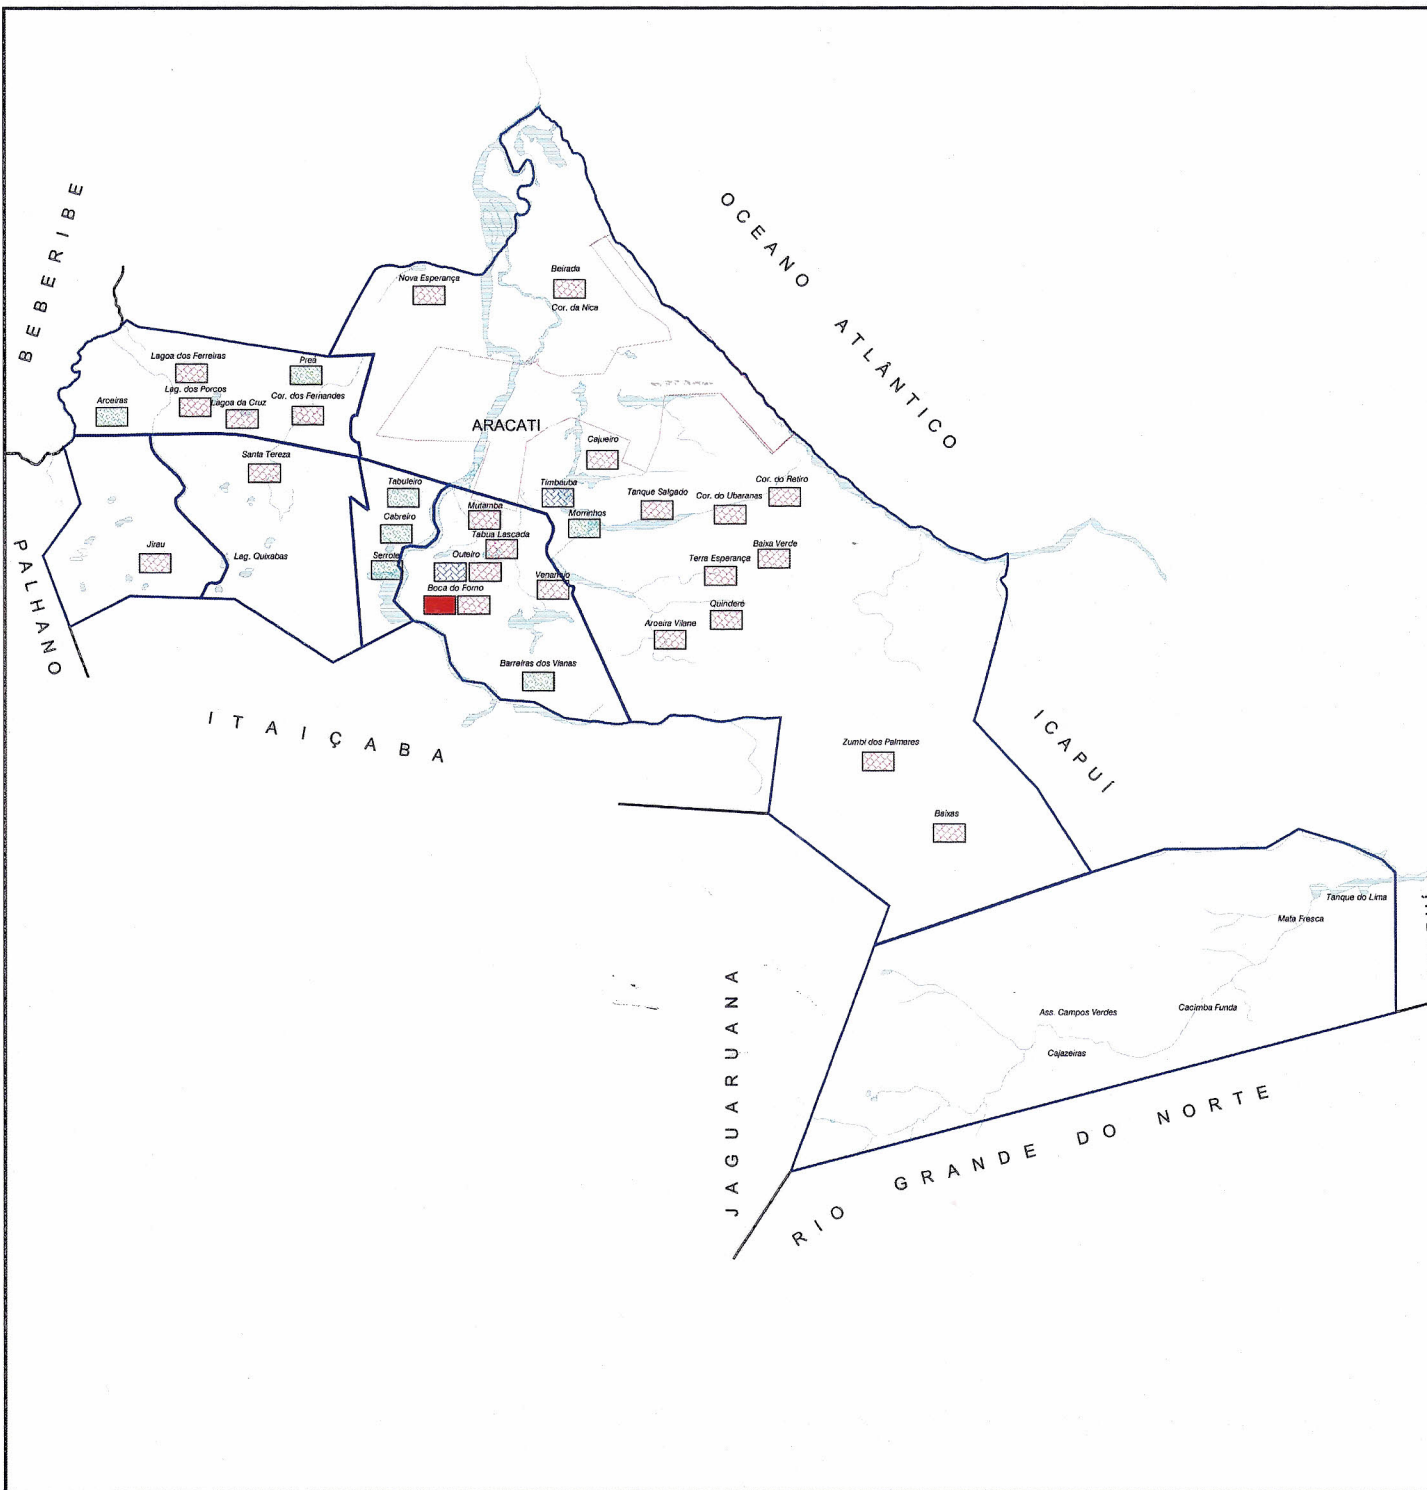 BEBERIBE
OCEANO ATLÂNTICO
Nova Esperança
Beirada
Cor. da Nica
Lagoa dos Ferreiras
Preá
Lag. dos Porcos
Lagoa da Cruz
Cor. dos Fernandes
Arceiras
ARACATI
Cajueiro
Santa Tereza
Tabuleiro
Timbaúba
Tanque Salgado
Cor. do Ubaranas
Cor. do Retiro
Mutamba
Morrinhos
Cabreiro
Tabua Lascada
Jirau
Lag. Quixabas
Serrote
Outeiro
Baixa Verde
Terra Esperança
Venâncio
Boca do Forno
Quinderé
Aroeira Vilane
PALHANO
Barreiras dos Vianas
ITAIÇABA
ICAPUÍ
Zumbi dos Palmares
Baixas
Tanque do Lima
Mata Fresca
JAGUARUANA
Ass. Campos Verdes
Cacimba Funda
Cajazeiras
RIO GRANDE DO NORTE